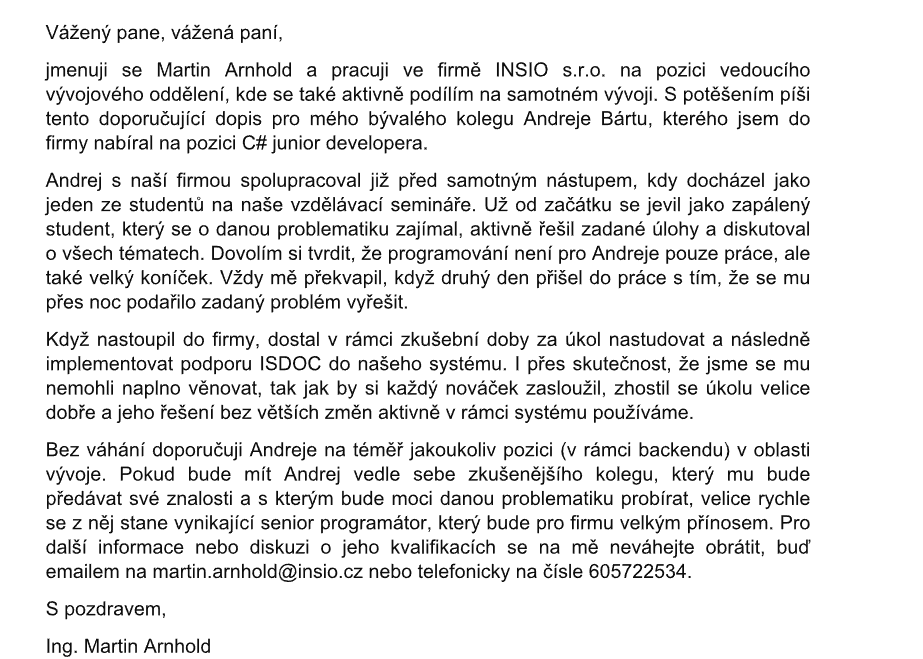 Vážený pane, vážená paní,
jmenuji se Martin Arnhold a pracuji ve firmě INSIO s.r.o. na pozici vedoucího
vývojového oddělení, kde se také aktivně podílím na samotném vývoji. S potěšením píši
tento doporučující dopis pro mého bývalého kolegu Andreje Bártu, kterého jsem do
firmy nabíral na pozici C# junior developera.
Andrej s naší firmou spolupracoval již před samotným nástupem, kdy docházel jako
jeden ze studentů na naše vzdělávací semináře. Už od začátku se jevil jako zapálený
student, který se o danou problematiku zajímal, aktivně řešil zadané úlohy a diskutoval
o všech tématech. Dovolím si tvrdit, že programování není pro Andreje pouze práce, ale
také velký koníček. Vždy mě překvapil, když druhý den přišel do práce s tím, že se mu
přes noc podařilo zadaný problém vyřešit.
Když nastoupil do firmy, dostal v rámci zkušební doby za úkol nastudovat a následně
implementovat podporu ISDOC do našeho systému. I přes skutečnost, že jsme se mu
nemohli naplno věnovat, tak jak by si každý nováček zasloužil, zhostil se úkolu velice
dobře a jeho řešení bez větších změn aktivně v rámci systému používáme.
Bez váhání doporučuji Andreje na téměř jakoukoliv pozici (v rámci backendu) v oblasti
vývoje. Pokud bude mít Andrej vedle sebe zkušenějšího kolegu, který mu bude
předávat své znalosti a s kterým bude moci danou problematiku probírat, velice rychle
se z něj stane vynikající senior programátor, který bude pro firmu velkým přínosem. Pro
další informace nebo diskuzi o jeho kvalifikacích se na mě neváhejte obrátit, buď
emailem na martin.arnhold@insio.cz nebo telefonicky na čísle 605722534.
S pozdravem,
Ing. Martin Arnhold